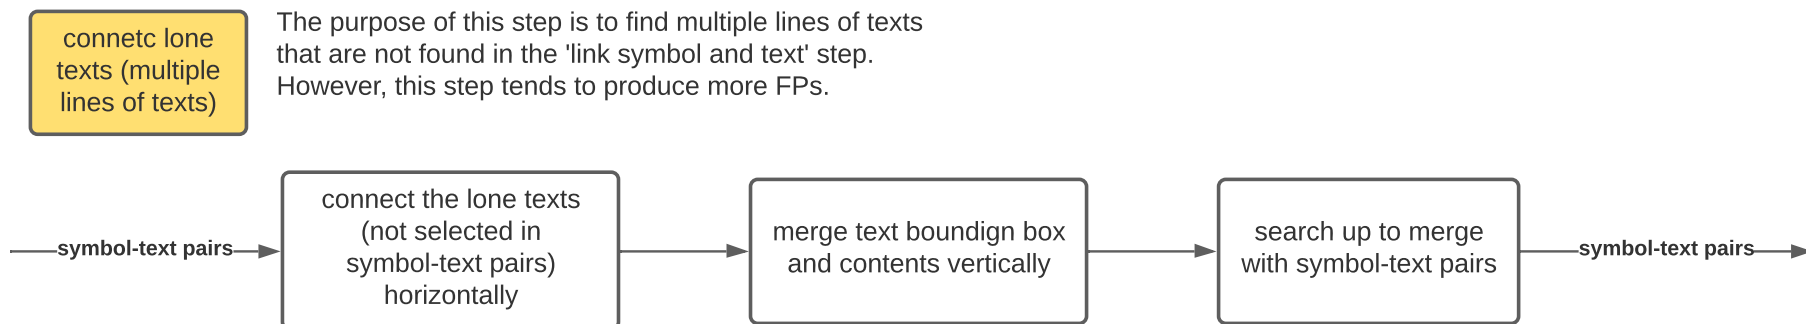 connetc lone
texts (multiple
lines of texts)
The purpose of this step is to find multiple lines of texts
that are not found in the 'link symbol and text' step.
However, this step tends to produce more FPs.
symbol-text pairs
connect the lone texts
(not selected in
symbol-text pairs)
horizontally
merge text boundign box
and contents vertically
search up to merge
with symbol-text pairs
symbol-text pairs